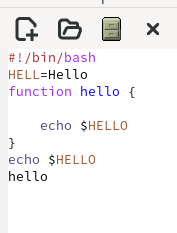 #!/bin/bash
HELL=Hello
function hello {
echo $HELLO
}
echo $HELLO
hello